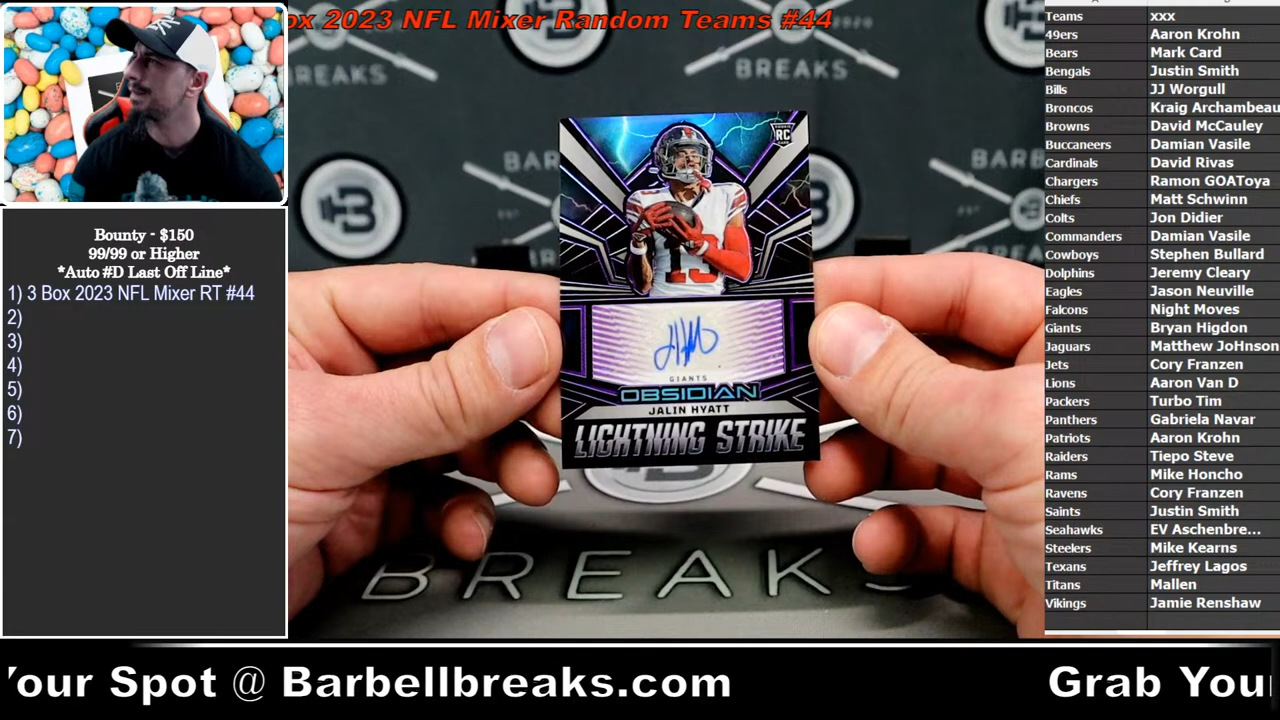 ox 2023 NFL Mixer Random Teams #44
BREAKS
BREAKS
BAR
BARB
RC
13
GIANTS
OBSIDIAN
JALIN HYATT
LIGHTNING STRIKE
BREAKS
Bounty - $150
99/99 or Higher
*Auto #D Last Off Line*
1) 3 Box 2023 NFL Mixer RT #44
2)
3)
4)
5)
6)
7)
Teams xxx
49ers Aaron Krohn
Bears Mark Card
Bengals Justin Smith
Bills JJ Worgull
Broncos Kraig Archambeau
Browns David McCauley
Buccaneers Damian Vasile
Cardinals David Rivas
Chargers Ramon GOAToya
Chiefs Matt Schwinn
Colts Jon Didier
Commanders Damian Vasile
Cowboys Stephen Bullard
Dolphins Jeremy Cleary
Eagles Jason Neuville
Falcons Night Moves
Giants Bryan Higdon
Jaguars Matthew JoHnson
Jets Cory Franzen
Lions Aaron Van D
Packers Turbo Tim
Panthers Gabriela Navar
Patriots Aaron Krohn
Raiders Tiepo Steve
Rams Mike Honcho
Ravens Cory Franzen
Saints Justin Smith
Seahawks EV Aschenbre...
Steelers Mike Kearns
Texans Jeffrey Lagos
Titans Mallen
Vikings Jamie Renshaw
Your Spot @ Barbellbreaks.com Grab Your